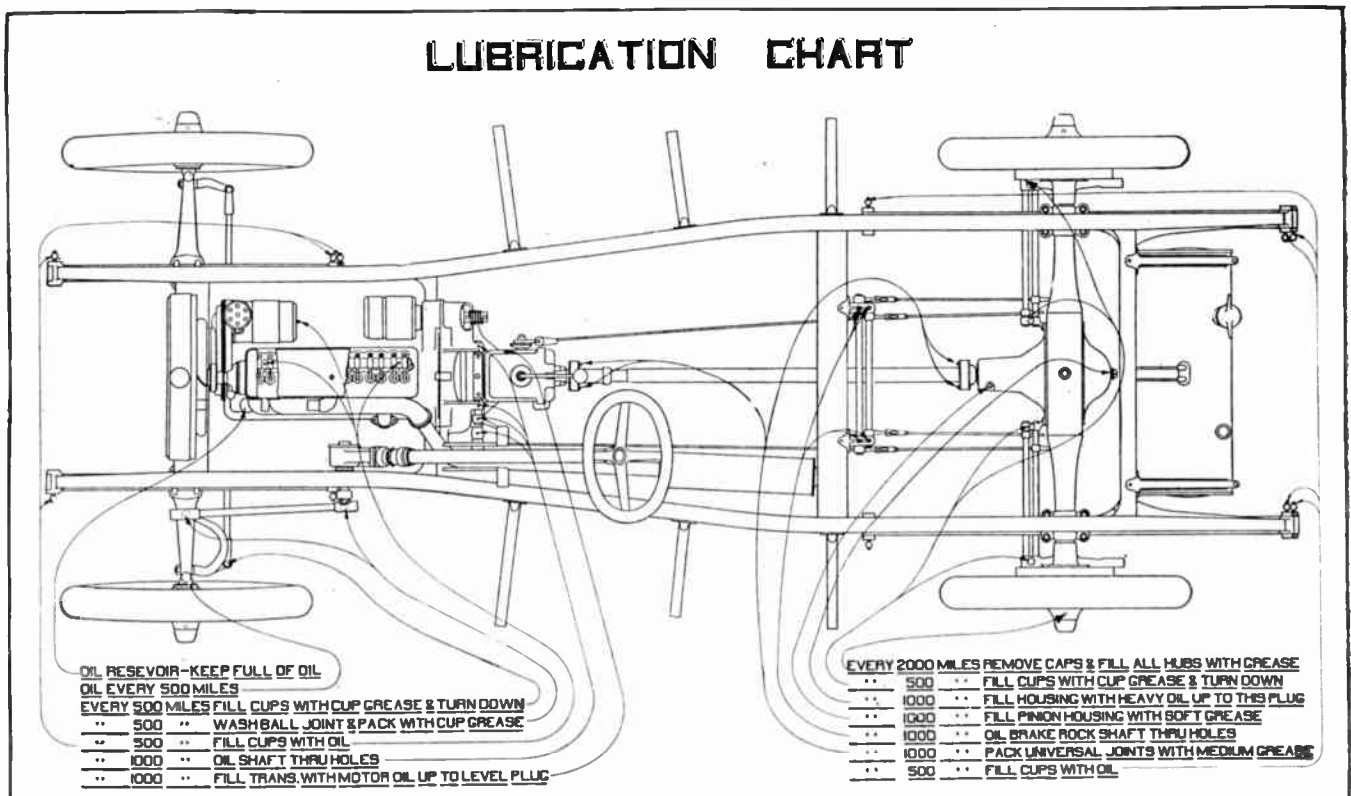 LUBRICATION CHART
OIL RESEVOIR-KEEP FULL OF OIL
OIL EVERY 500 MILES
EVERY 500 MILES FILL CUPS WITH CUP GREASE & TURN DOWN
" 500 " WASH BALL JOINT & PACK WITH CUP GREASE
" 500 " FILL CUPS WITH OIL
" 1000 " OIL SHAFT THRU HOLES
" 1000 " FILL TRANS. WITH MOTOR OIL UP TO LEVEL PLUG
EVERY 2000 MILES REMOVE CAPS & FILL ALL HUBS WITH GREASE
" 500 " FILL CUPS WITH CUP GREASE & TURN DOWN
" 1000 " FILL HOUSING WITH HEAVY OIL UP TO THIS PLUG
" 1000 " FILL PINION HOUSING WITH SOFT GREASE
" 1000 " OIL BRAKE ROCK SHAFT THRU HOLES
" 1000 " PACK UNIVERSAL JOINTS WITH MEDIUM GREASE
" 500 " FILL CUPS WITH OIL